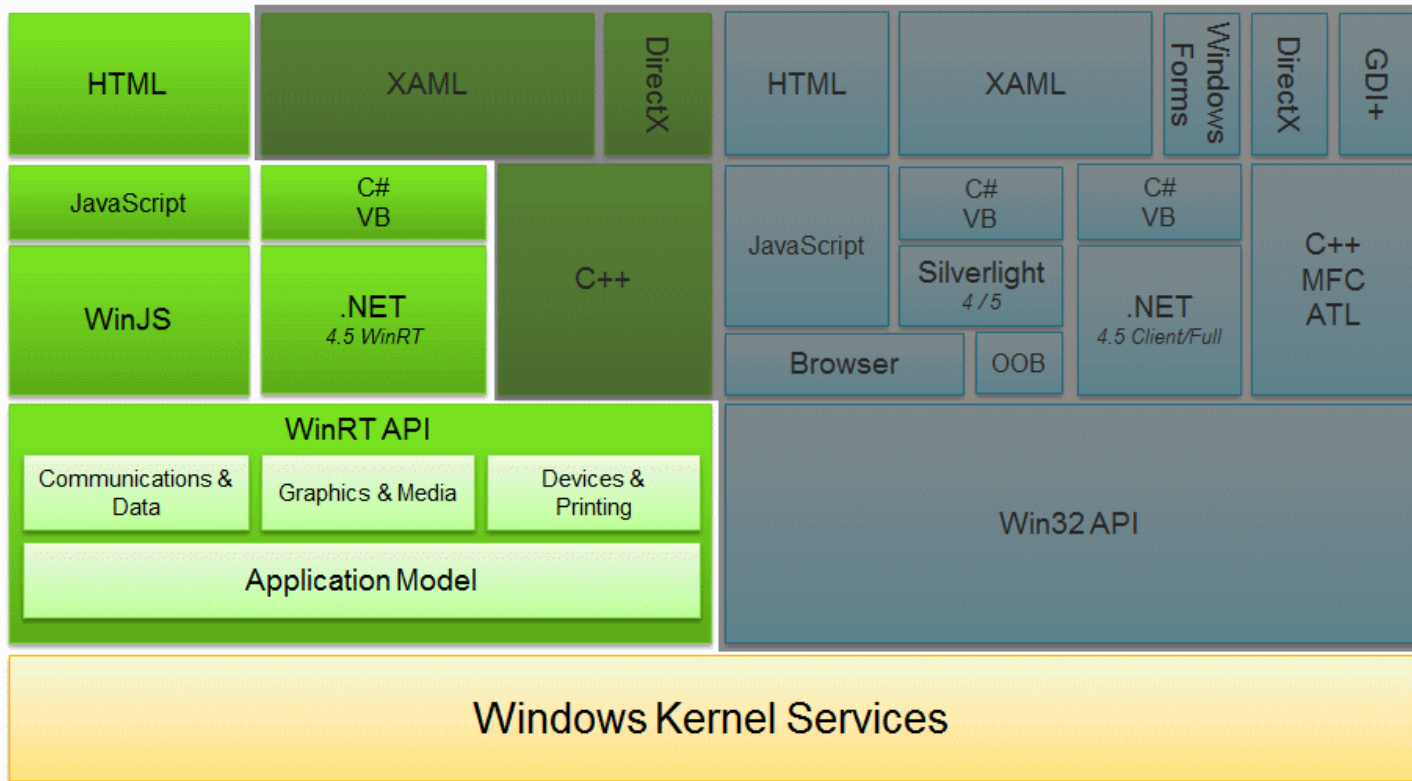 HTML
XAML
DirectX
HTML
XAML
Windows
Forms
DirectX
GDI+
JavaScript
C#
VB
C++
JavaScript
C#
VB
C#
VB
C++
MFC
ATL
WinJS
.NET
4.5 WinRT
Silverlight
4 / 5
.NET
4.5 Client/Full
Browser
OOB
WinRT API
Communications &
Data
Graphics & Media
Devices &
Printing
Application Model
Win32 API
Windows Kernel Services